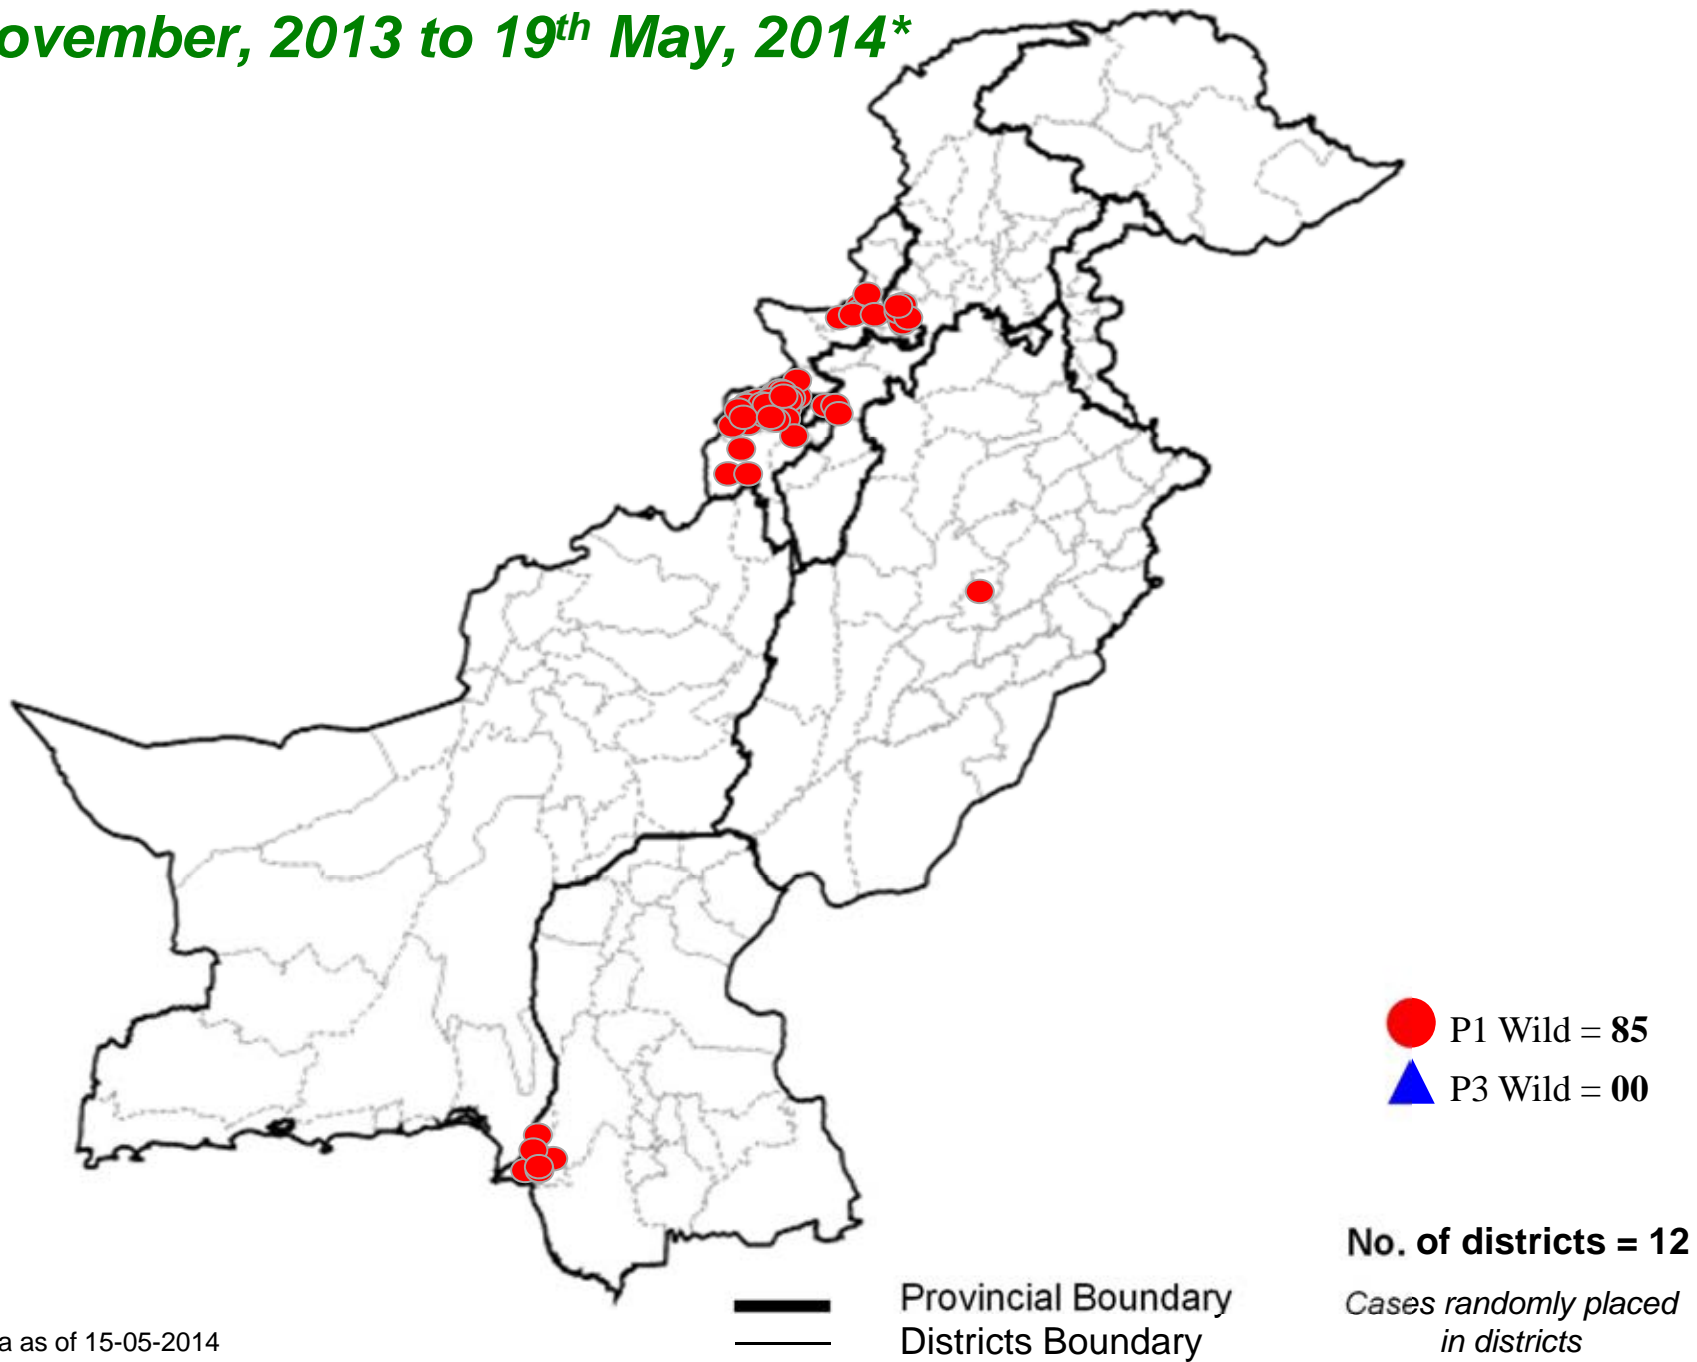 November, 2013 to 19th May, 2014*
P1 Wild = 85
P3 Wild = 00
No. of districts = 12
Cases randomly placed
in districts
Provincial Boundary
Districts Boundary
as of 15-05-2014